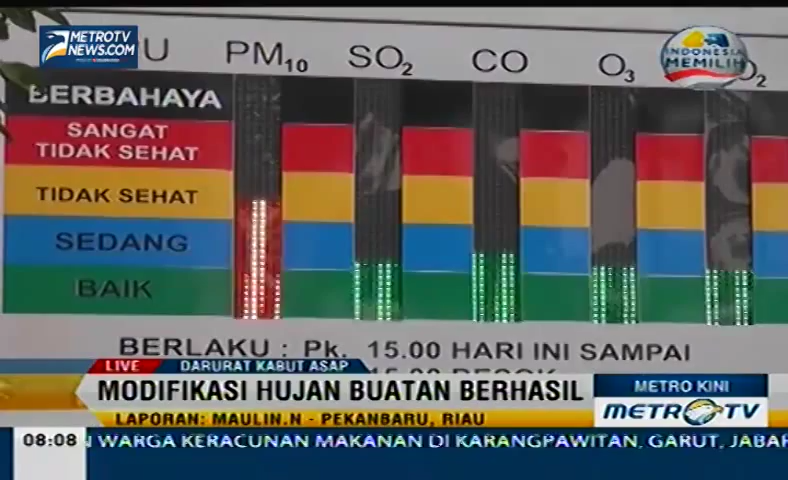 METROTV
NEWS.COM
U PM10 SO2 CO O3 O2
INDONESIA
MEMILIH
BERBAHAYA
SANGAT
TIDAK SEHAT
TIDAK SEHAT
SEDANG
BAIK
BERLAKU : Pk. 15.00 HARI INI SAMPAI
LIVE DARURAT KABUT ASAP
MODIFIKASI HUJAN BUATAN BERHASIL
METRO KINI
LAPORAN: MAULIN.N - PEKANBARU, RIAU
METRO TV
08:08 N WARGA KERACUNAN MAKANAN DI KARANGPAWITAN, GARUT, JABAR